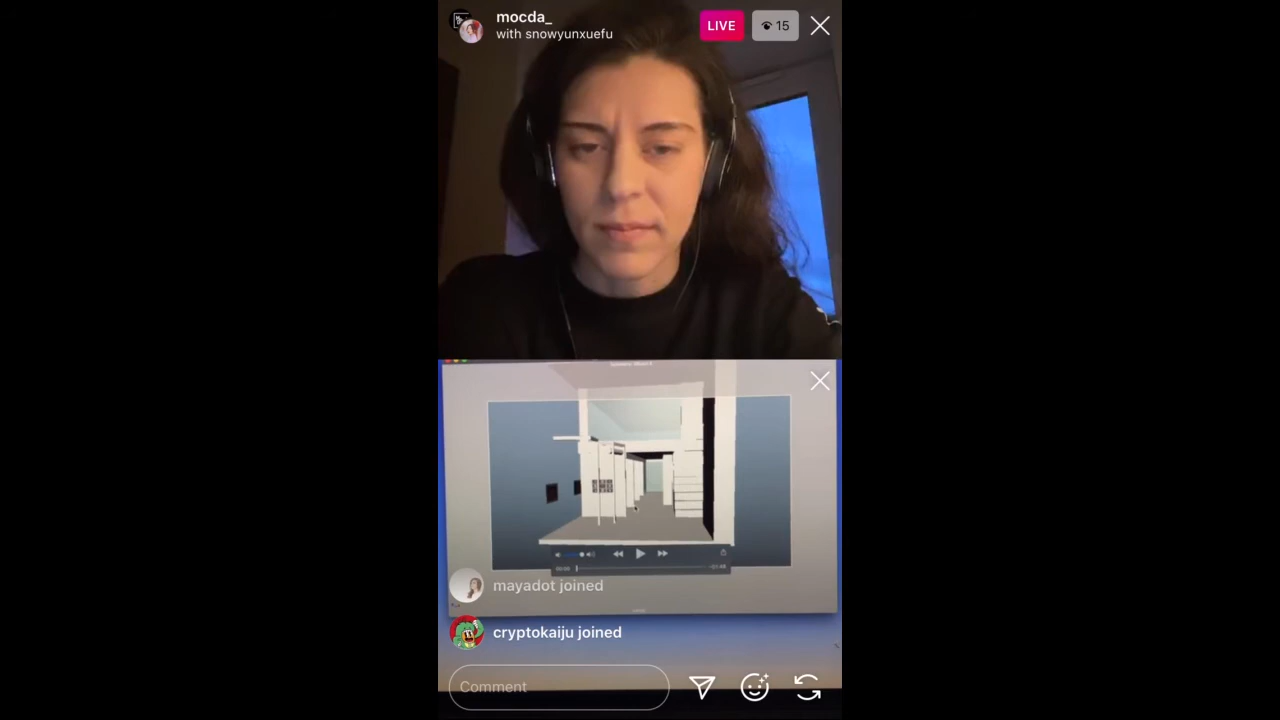 mocda_
with snowyunxuefu
LIVE
15
mayadot joined
cryptokaiju joined
Comment